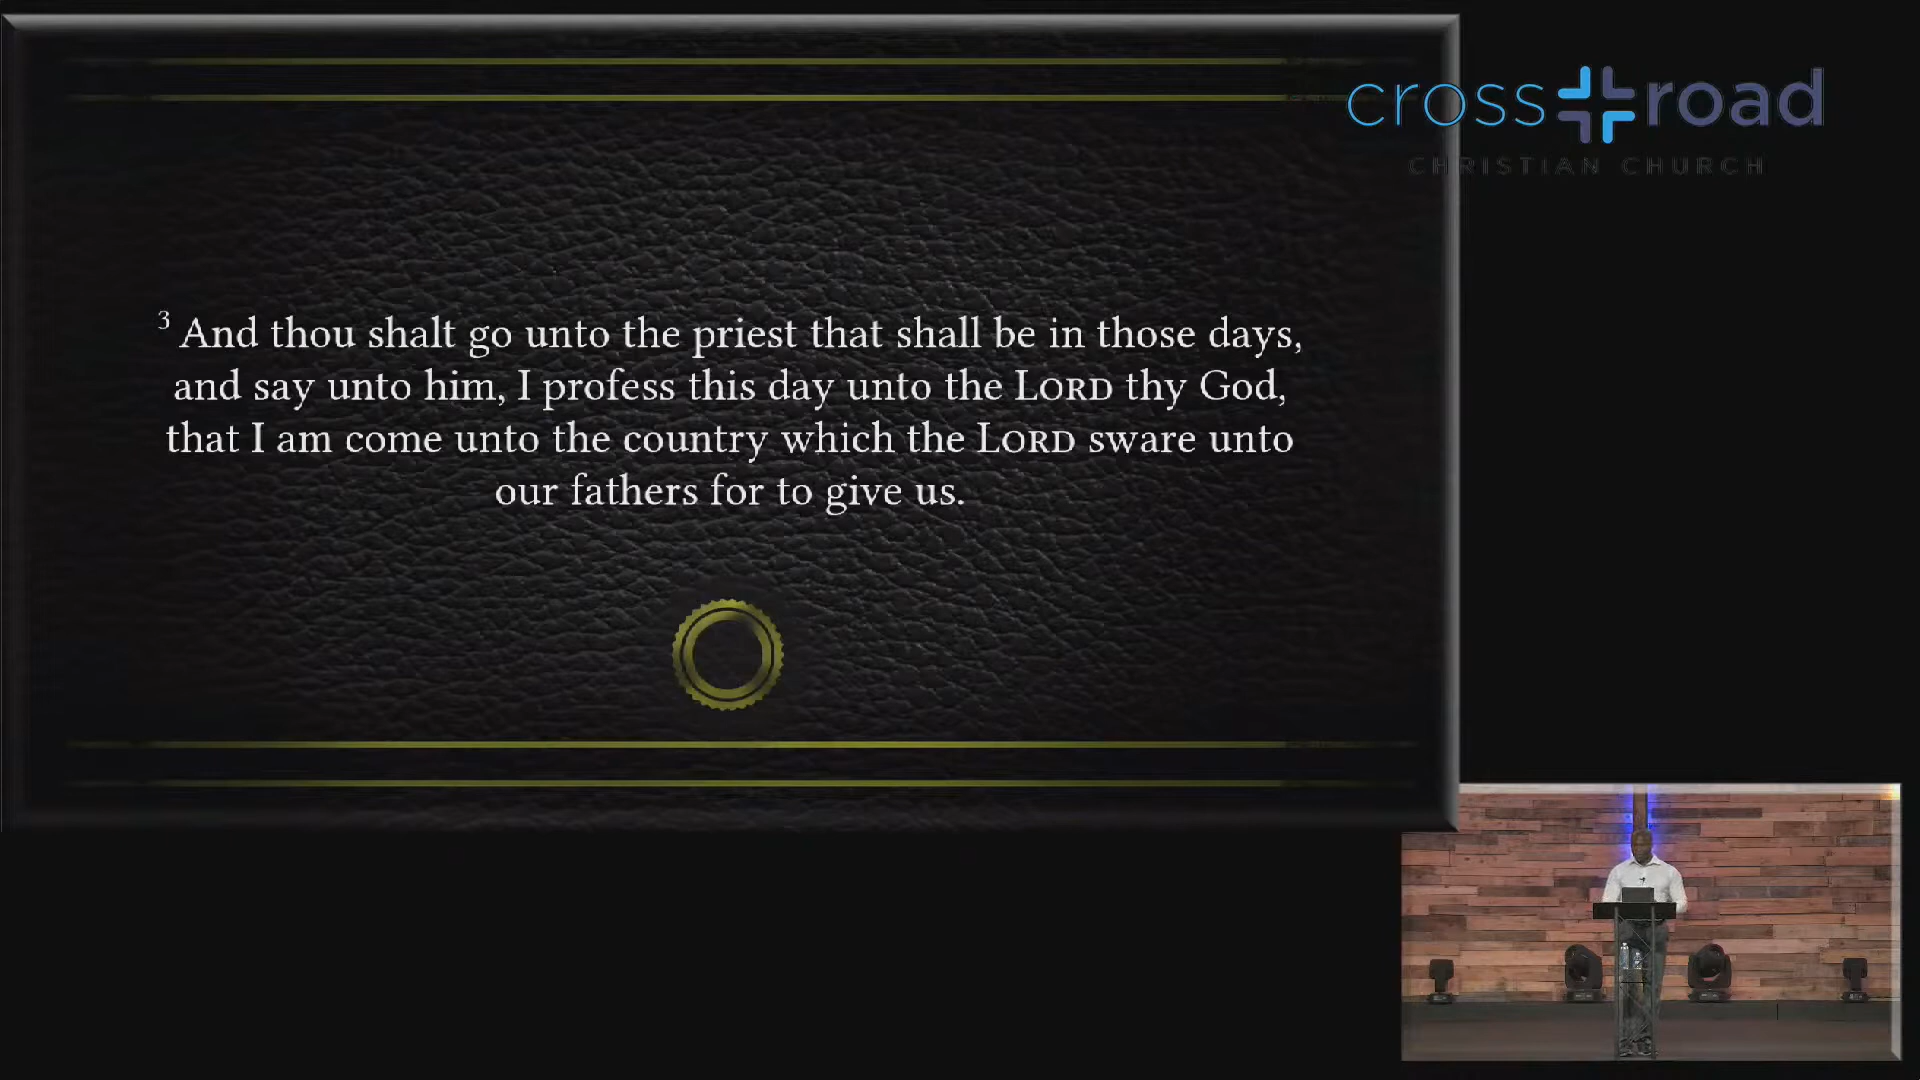 cross road
CHRISTIAN CHURCH
3 And thou shalt go unto the priest that shall be in those days,
and say unto him, I profess this day unto the LORD thy God,
that I am come unto the country which the LORD sware unto
our fathers for to give us.